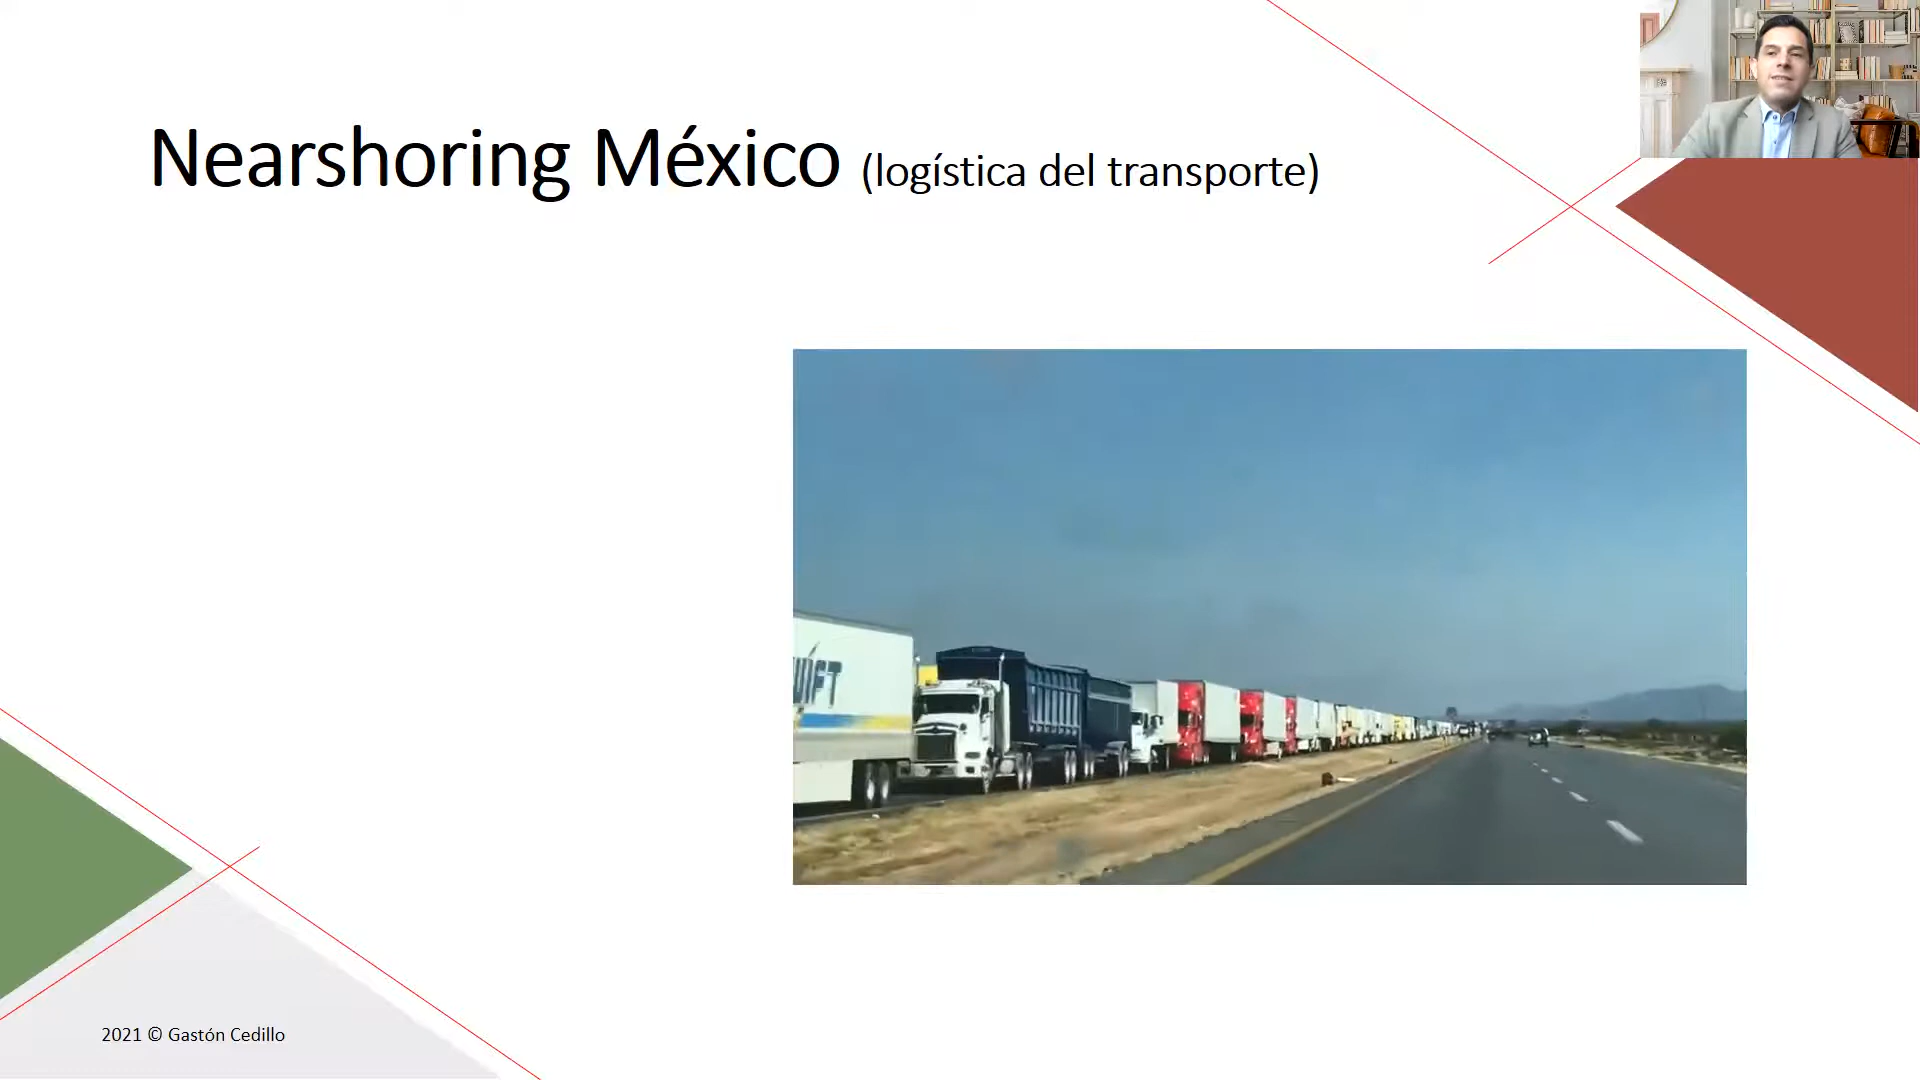 Nearshoring México (logística del transporte)
2021 © Gastón Cedillo